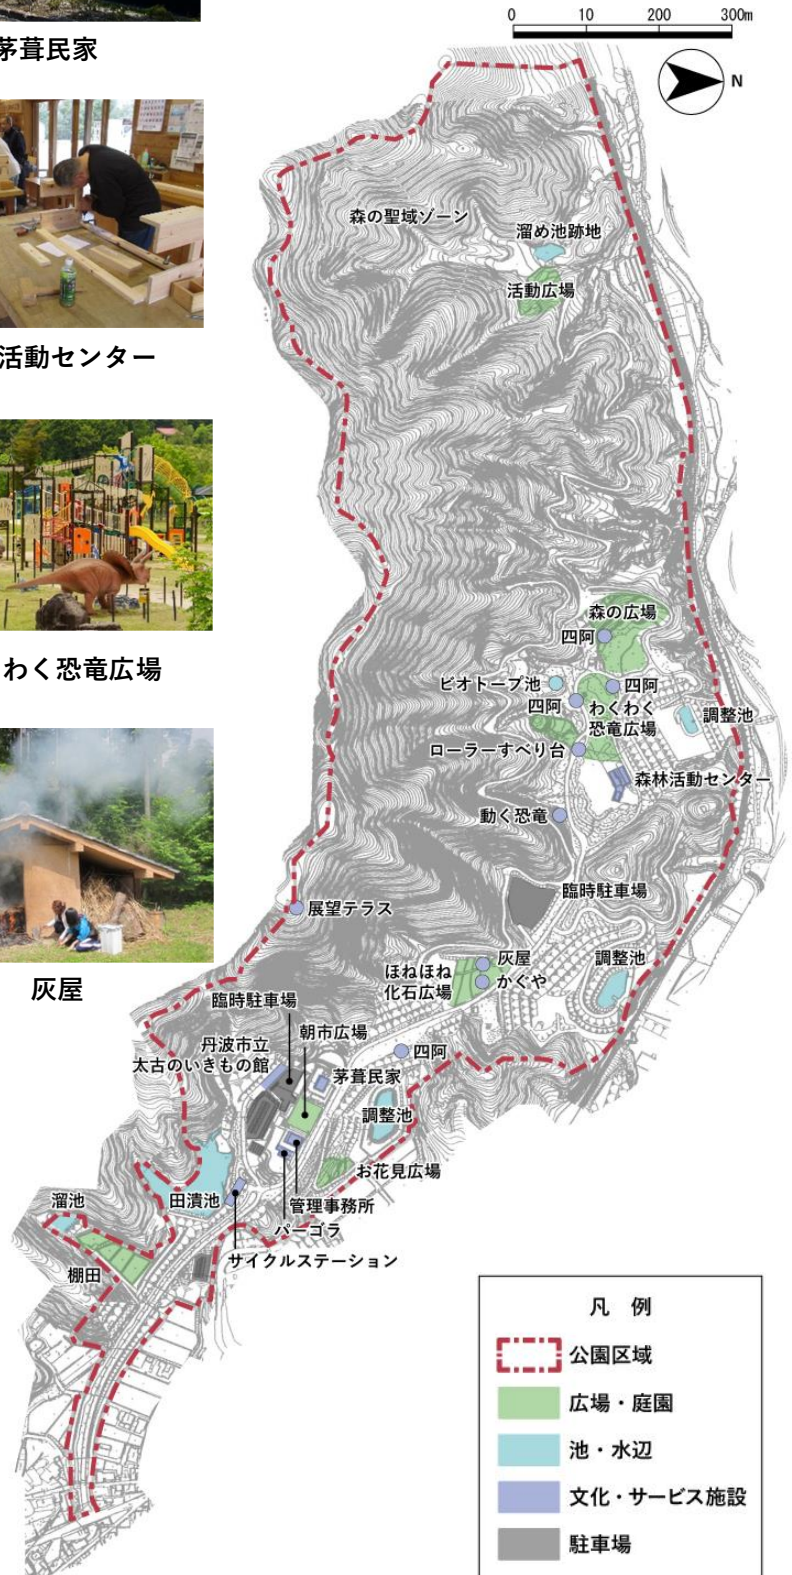 茅葺民家
活動センター
わく恐竜広場
灰屋
0 10 200 300m
N
森の聖域ゾーン
溜め池跡地
活動広場
森の広場
四阿
ビオトープ池
四阿
四阿
わくわく
恐竜広場
調整池
ローラーすべり台
森林活動センター
動く恐竜
臨時駐車場
展望テラス
灰屋
ほねほね
化石広場
かぐや
調整池
臨時駐車場
朝市広場
丹波市立
太古のいきもの館
四阿
茅葺民家
調整池
お花見広場
溜池
田潰池
管理事務所
パーゴラ
サイクルステーション
棚田
凡 例
公園区域
広場・庭園
池・水辺
文化・サービス施設
駐車場